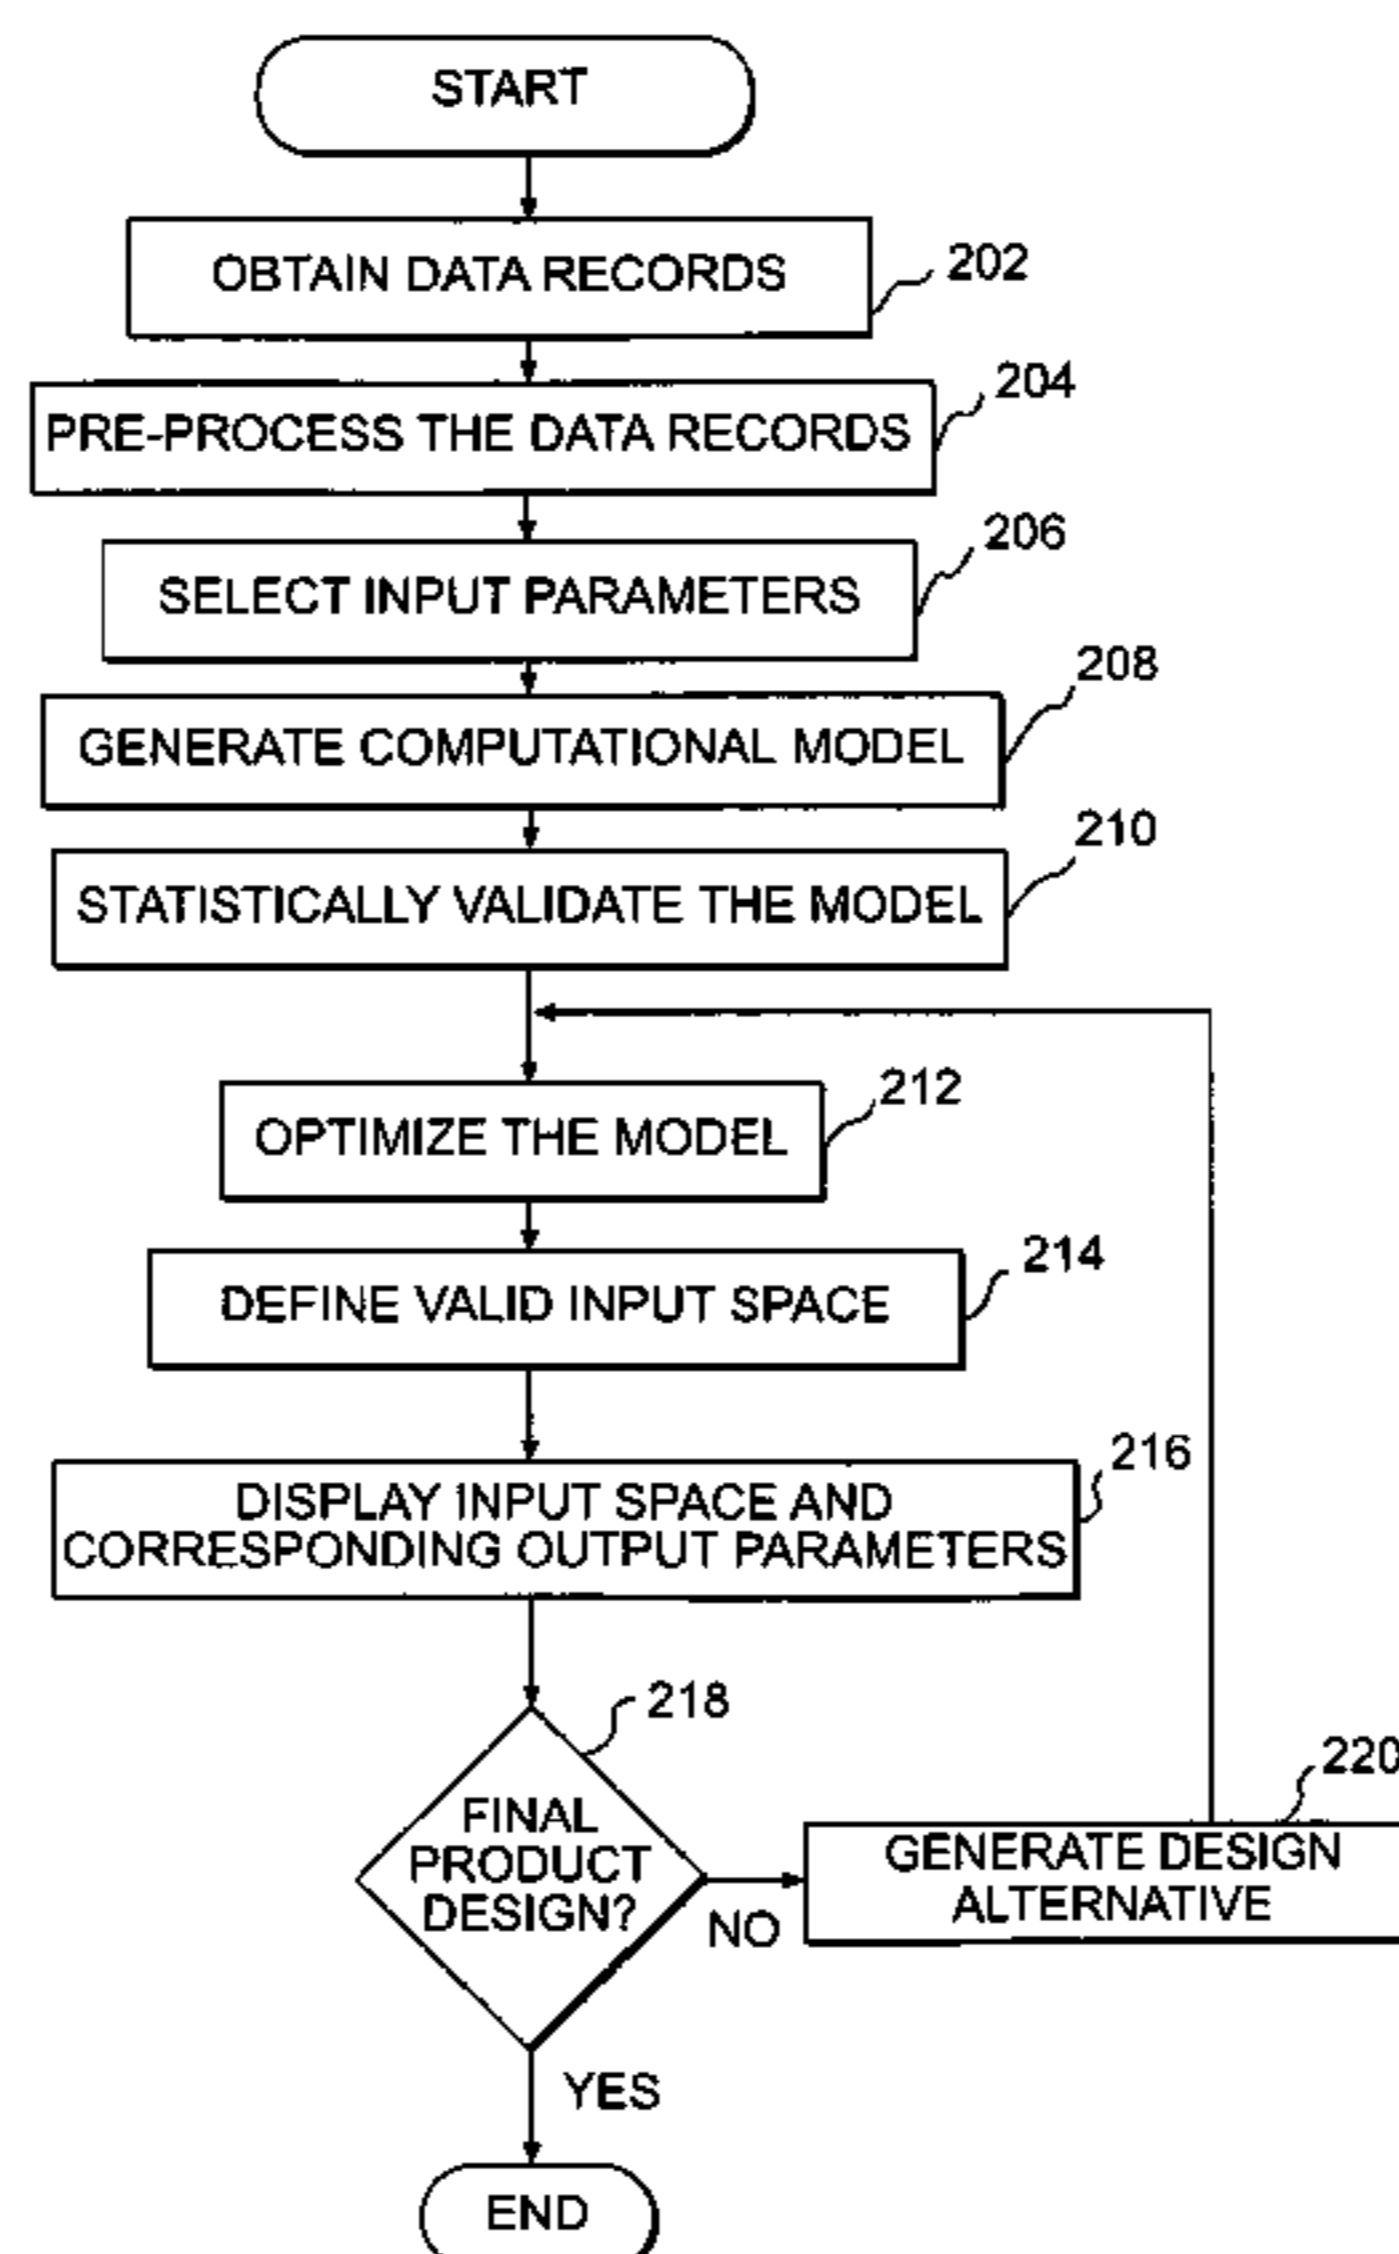 START
OBTAIN DATA RECORDS
202
PRE-PROCESS THE DATA RECORDS
204
SELECT INPUT PARAMETERS
206
GENERATE COMPUTATIONAL MODEL
208
STATISTICALLY VALIDATE THE MODEL
210
OPTIMIZE THE MODEL
212
DEFINE VALID INPUT SPACE
214
DISPLAY INPUT SPACE AND
CORRESPONDING OUTPUT PARAMETERS
216
FINAL
PRODUCT
DESIGN?
218
NO
GENERATE DESIGN
ALTERNATIVE
220
YES
END